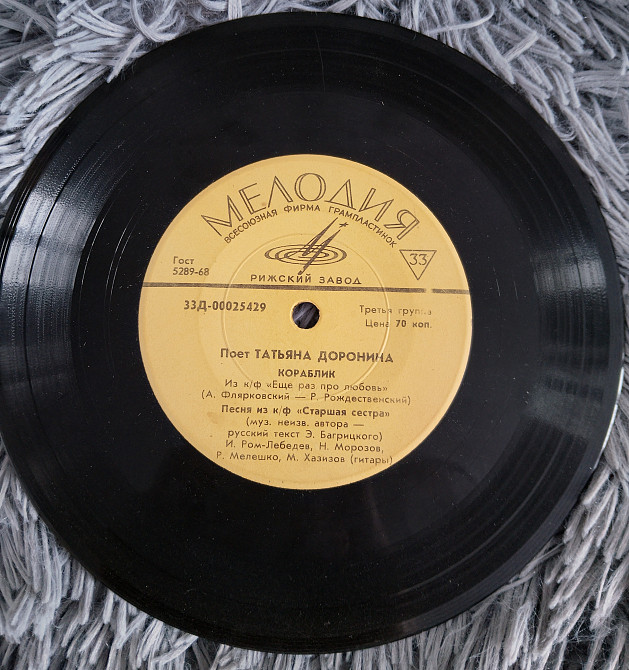 МЕЛОДИЯ
ВСЕСОЮЗНАЯ ФИРМА ГРАМПЛАСТИНОК
Гост
5289-68
33
РИЖСКИЙ ЗАВОД
33Д-00025429
Третья группа
Цена 70 коп.
Поет ТАТЬЯНА ДОРОНИНА
КОРАБЛИК
Из к/ф «Еще раз про любовь»
(А. Флярковский — Р. Рождественский)
Песня из к/ф «Старшая сестра»
(муз. неизв. автора —
русский текст Э. Багрицкого)
И. Ром-Лебедев, Н. Морозов,
Р. Мелешко, М. Хазизов (гитары)